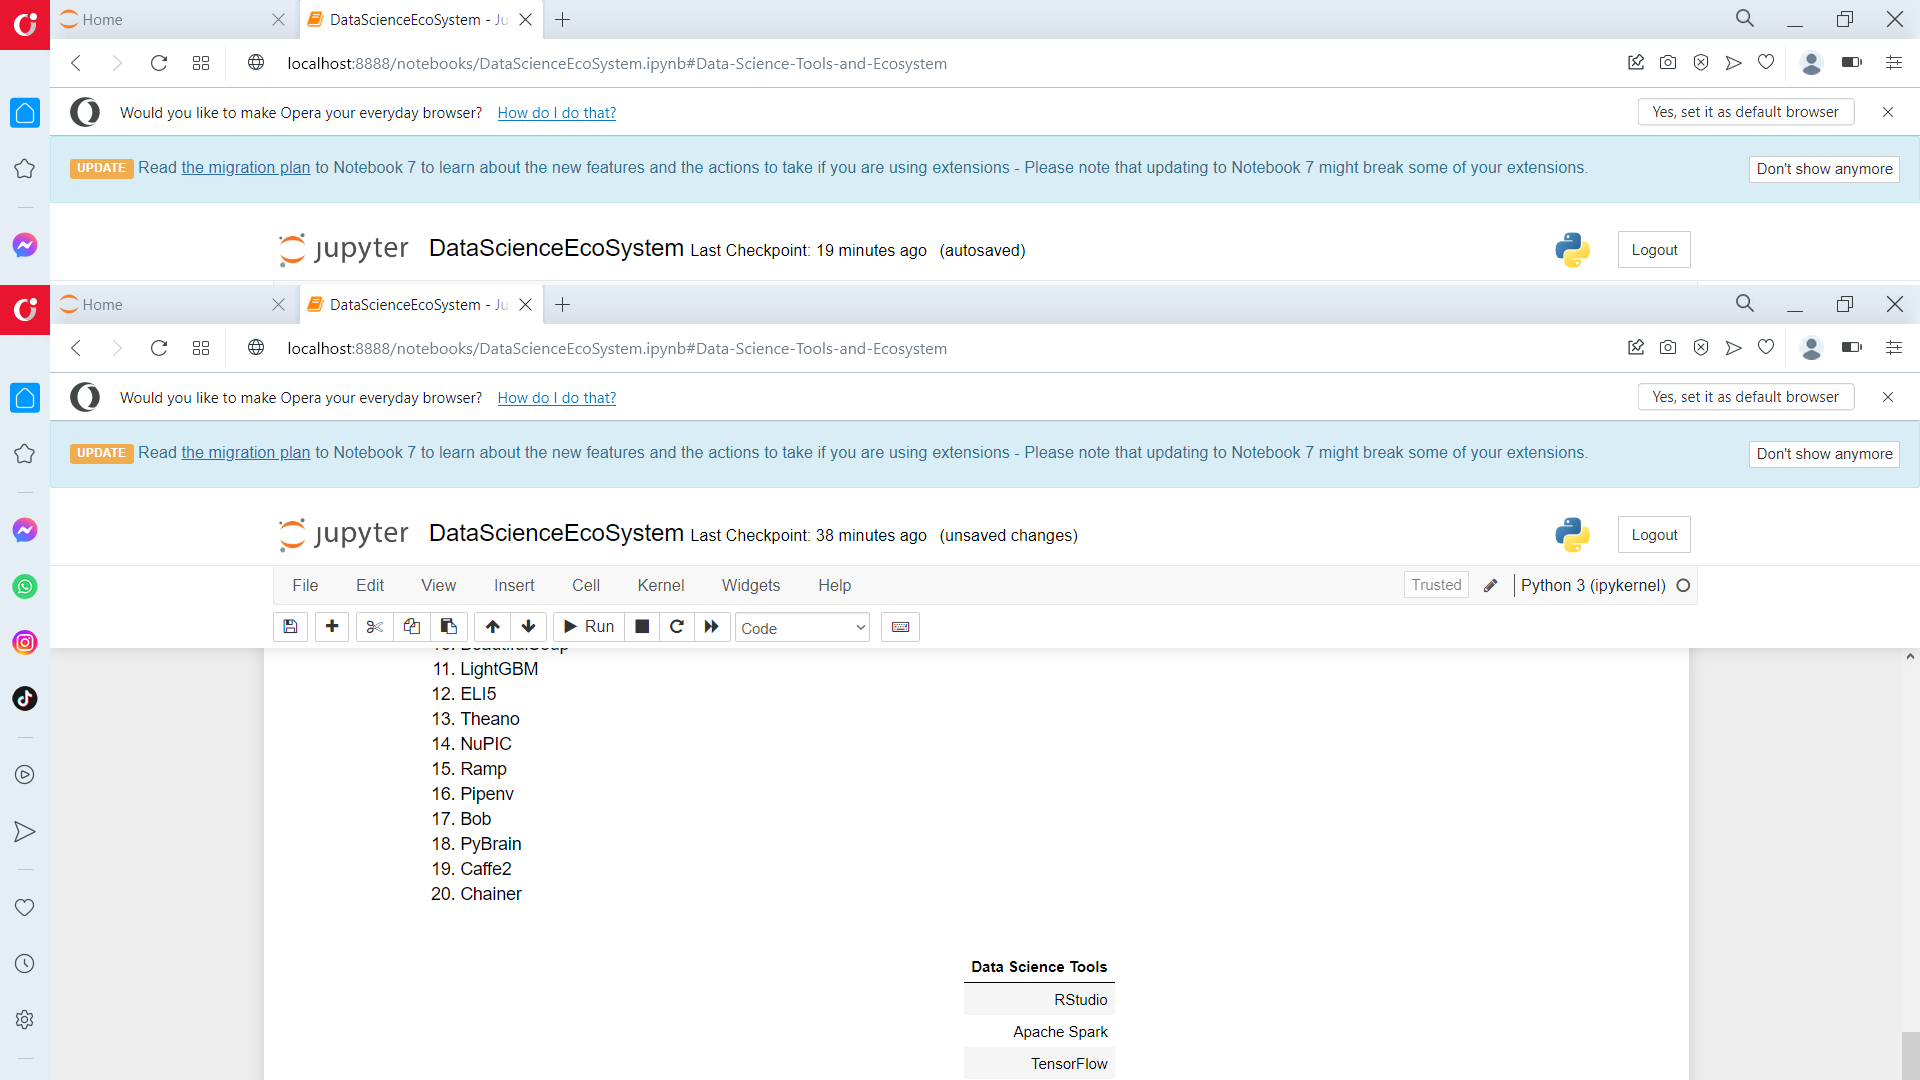 Home
DataScienceEcoSystem - Ju
localhost:8888/notebooks/DataScienceEcoSystem.ipynb#Data-Science-Tools-and-Ecosystem
Would you like to make Opera your everyday browser? How do I do that? Yes, set it as default browser
UPDATE Read the migration plan to Notebook 7 to learn about the new features and the actions to take if you are using extensions - Please note that updating to Notebook 7 might break some of your extensions. Don't show anymore
jupyter DataScienceEcoSystem Last Checkpoint: 19 minutes ago (autosaved) Logout
Home
DataScienceEcoSystem - Ju
localhost:8888/notebooks/DataScienceEcoSystem.ipynb#Data-Science-Tools-and-Ecosystem
Would you like to make Opera your everyday browser? How do I do that? Yes, set it as default browser
UPDATE Read the migration plan to Notebook 7 to learn about the new features and the actions to take if you are using extensions - Please note that updating to Notebook 7 might break some of your extensions. Don't show anymore
jupyter DataScienceEcoSystem Last Checkpoint: 38 minutes ago (unsaved changes) Logout
File Edit View Insert Cell Kernel Widgets Help Trusted Python 3 (ipykernel)
Run Code
10. BeautifulSoup
11. LightGBM
12. ELI5
13. Theano
14. NuPIC
15. Ramp
16. Pipenv
17. Bob
18. PyBrain
19. Caffe2
20. Chainer
Data Science Tools
RStudio
Apache Spark
TensorFlow